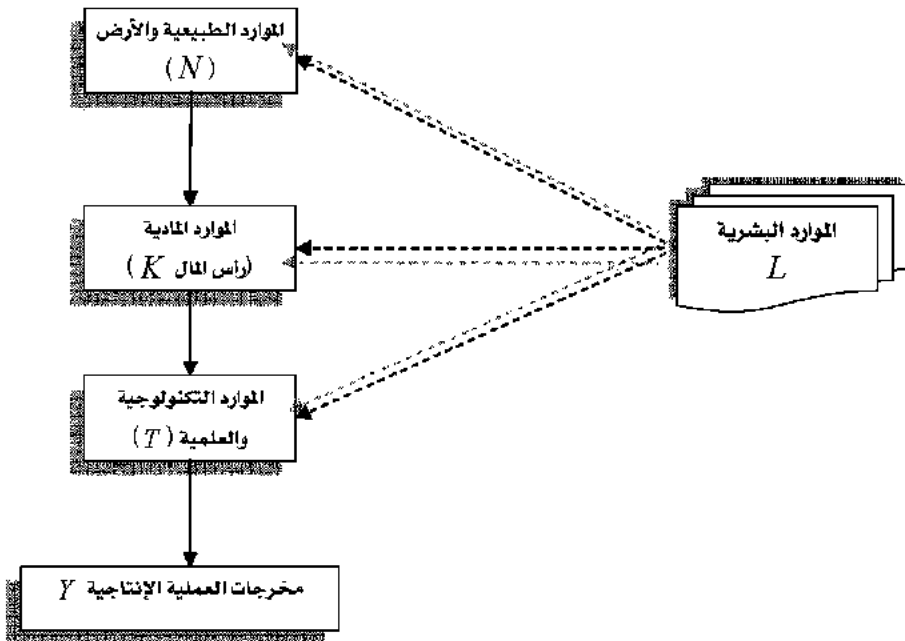 الموارد الطبيعية والأرض
(N)
الموارد المادية
(رأس المال K)
الموارد البشرية
L
الموارد التكنولوجية
والعلمية (T)
مخرجات العملية الإنتاجية Y